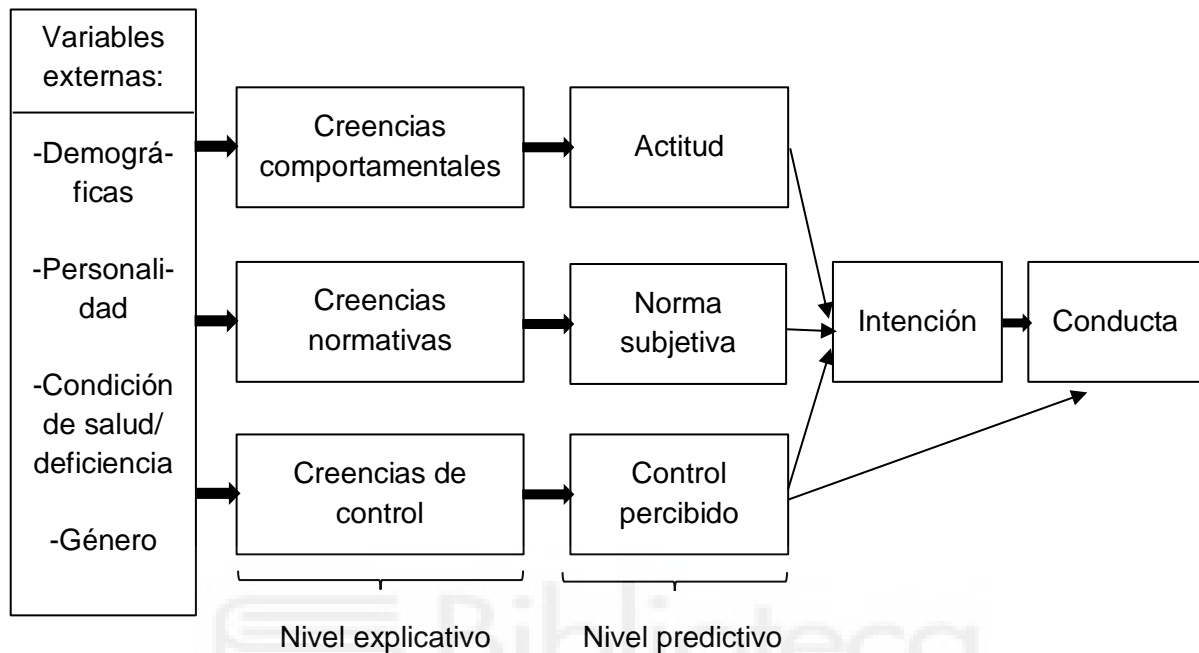 Variables
externas:
-Demográ-
ficas
-Personali-
dad
-Condición
de salud/
deficiencia
-Género
Creencias
comportamentales
Creencias
normativas
Creencias de
control
Nivel explicativo
Actitud
Norma
subjetiva
Control
percibido
Nivel predictivo
Intención
Conducta
Biblioteca